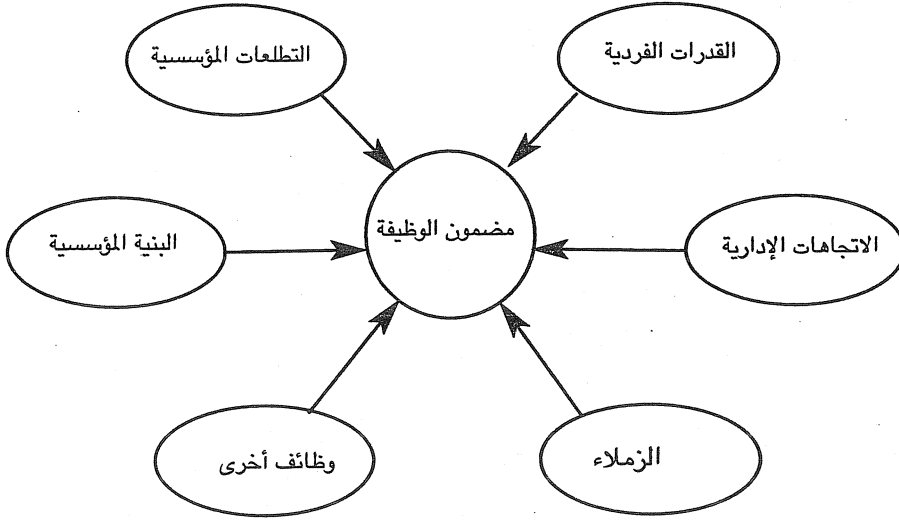 القدرات الفردية
التطلعات المؤسسية
مضمون الوظيفة
الاتجاهات الإدارية
البنية المؤسسية
الزملاء
وظائف أخرى